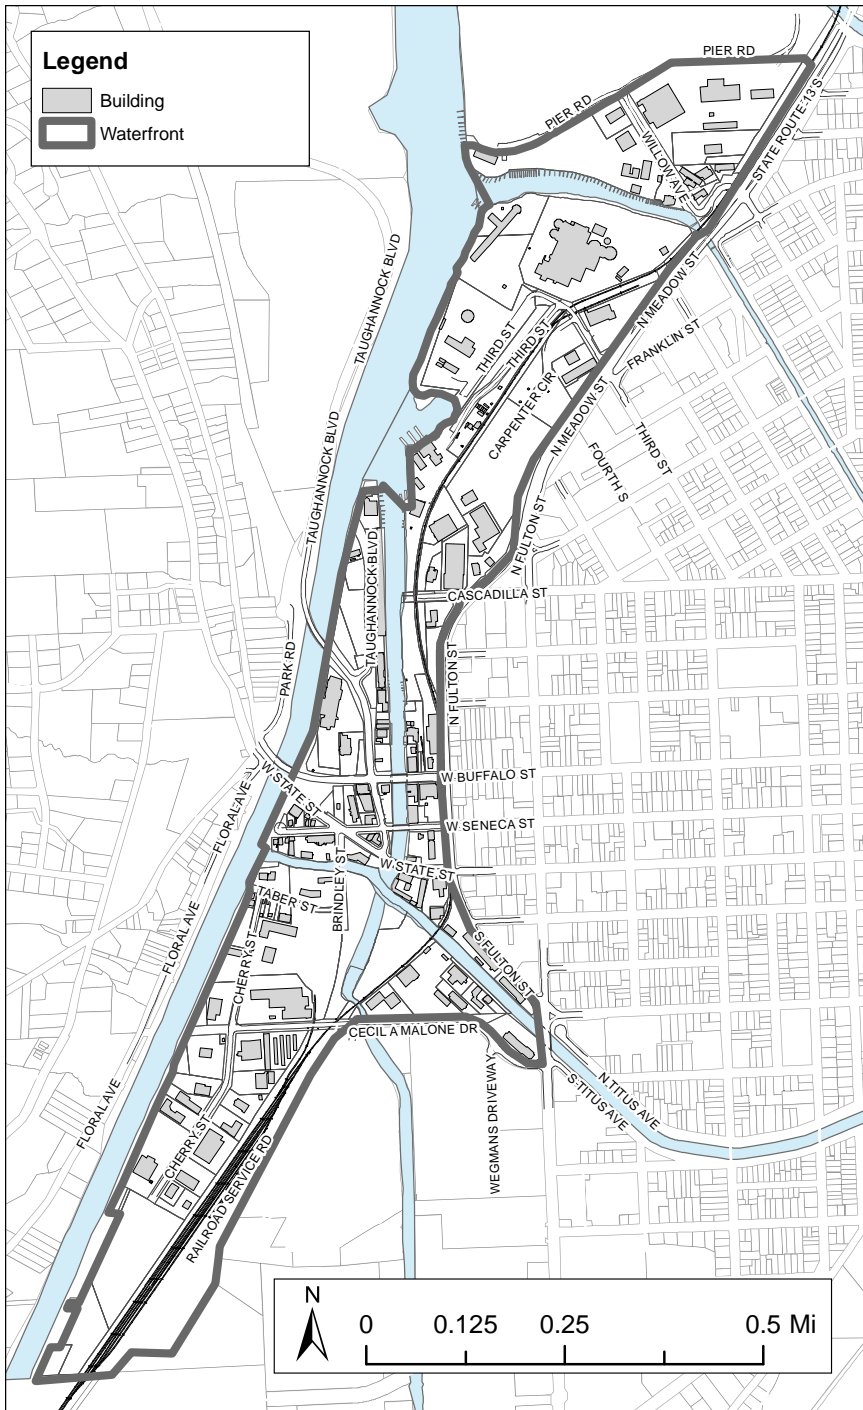 Legend
Building
Waterfront
PIER RD
PIER RD
WILLOW AVE
STATE ROUTE 13 S
TAUGHANNOCK BLVD
N MEADOW ST
THIRD ST
THIRD ST
FRANKLIN ST
CARPENTER CIR
N MEADOW ST
TAUGHANNOCK BLVD
THIRD ST
FOURTH S
N FULTON ST
TAUGHANNOCK BLVD
CASCADILLA ST
PARK RD
N FULTON ST
W BUFFALO ST
W STATE ST
FLORAL AVE
W SENECA ST
W STATE ST
BRINDLEY ST
TABER ST
FLORAL AVE
CHERRY ST
S FULTON ST
CECIL A MALONE DR
FLORAL AVE
WEGMANS DRIVEWAY
N TITUS AVE
S TITUS AVE
CHERRY ST
RAILROAD SERVICE RD
N
0 0.125 0.25 0.5 Mi